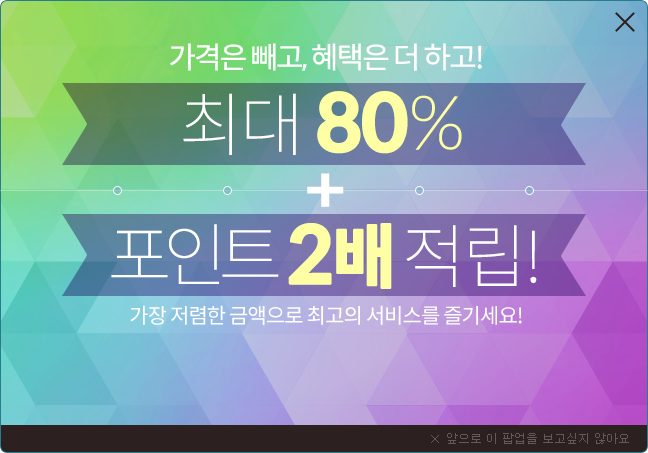 가격은 빼고, 혜택은 더 하고!
최대 80%
+
포인트 2배 적립!
가장 저렴한 금액으로 최고의 서비스를 즐기세요!
× 앞으로 이 팝업을 보고싶지 않아요